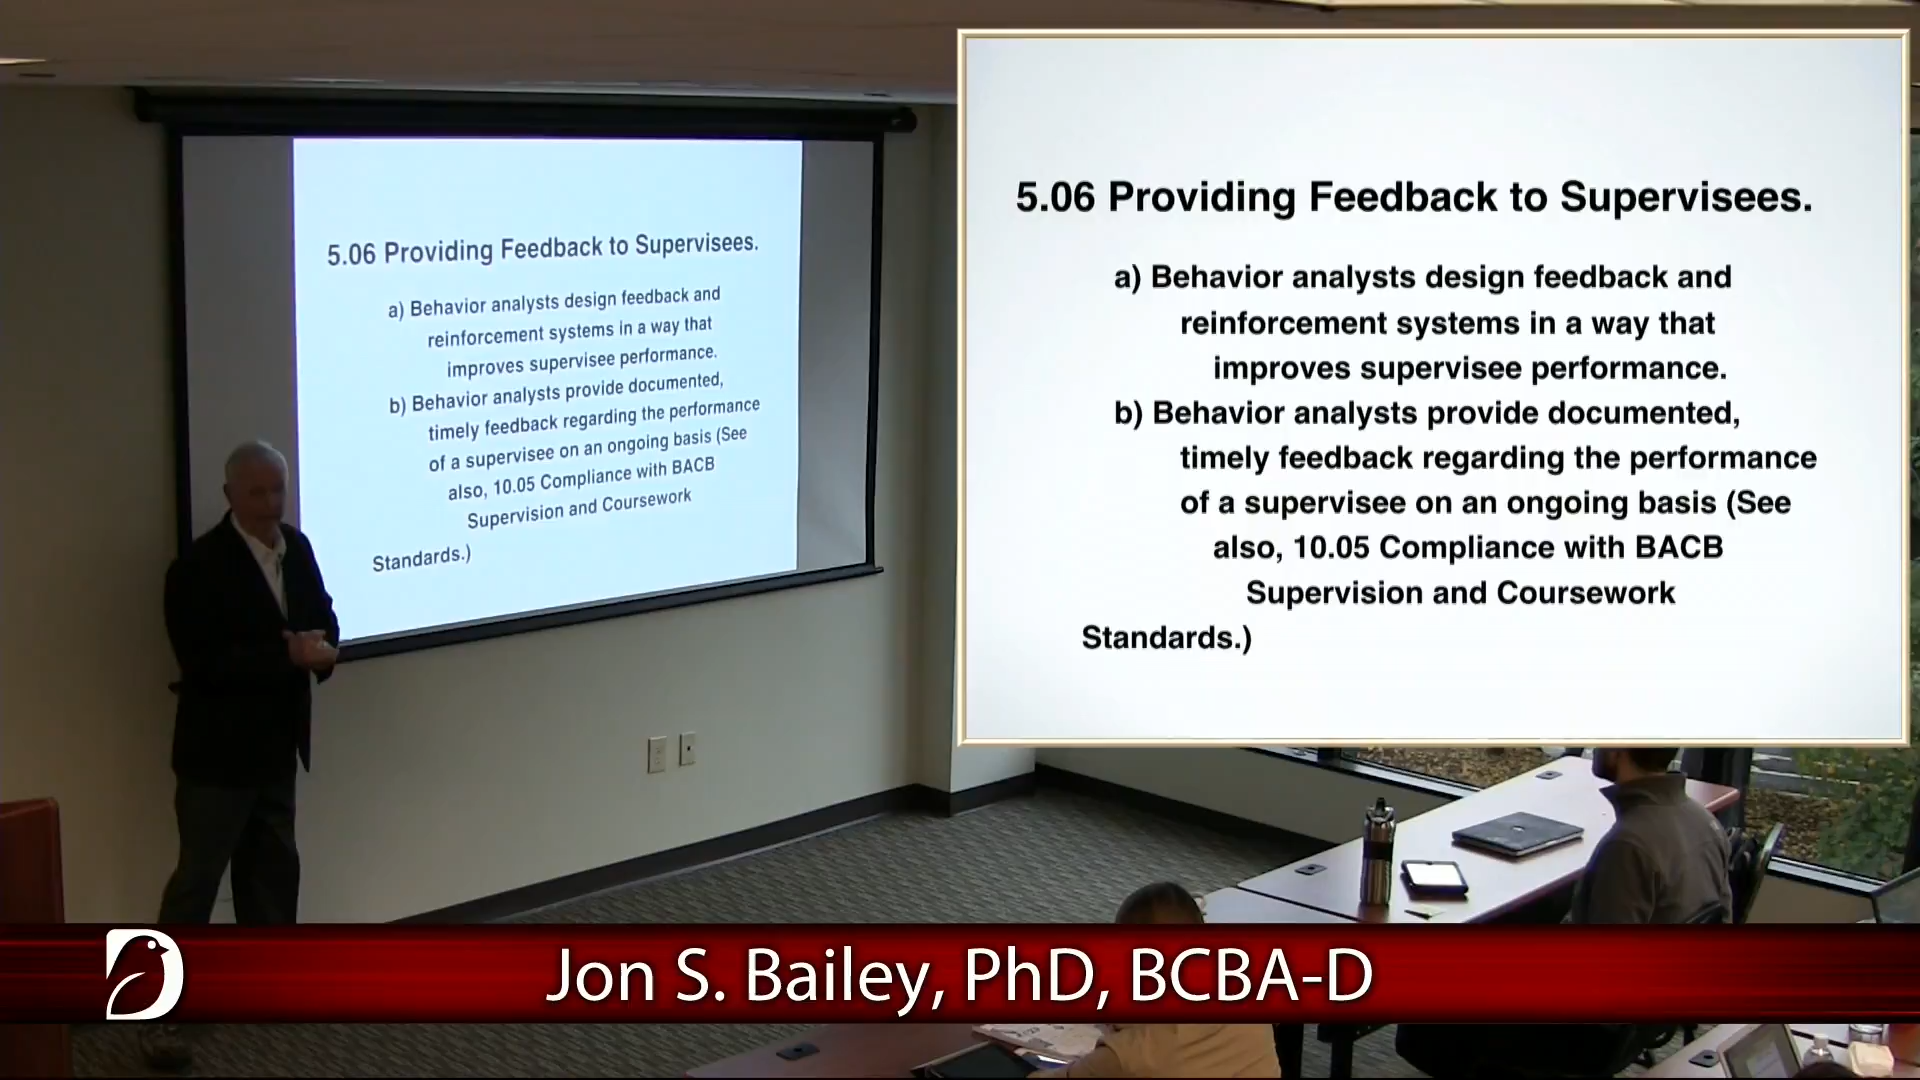 5.06 Providing Feedback to Supervisees.
a) Behavior analysts design feedback and
reinforcement systems in a way that
improves supervisee performance.
b) Behavior analysts provide documented,
timely feedback regarding the performance
of a supervisee on an ongoing basis (See
also, 10.05 Compliance with BACB
Supervision and Coursework
Standards.)
5.06 Providing Feedback to Supervisees.
a) Behavior analysts design feedback and
reinforcement systems in a way that
improves supervisee performance.
b) Behavior analysts provide documented,
timely feedback regarding the performance
of a supervisee on an ongoing basis (See
also, 10.05 Compliance with BACB
Supervision and Coursework
Standards.)
Jon S. Bailey, PhD, BCBA-D